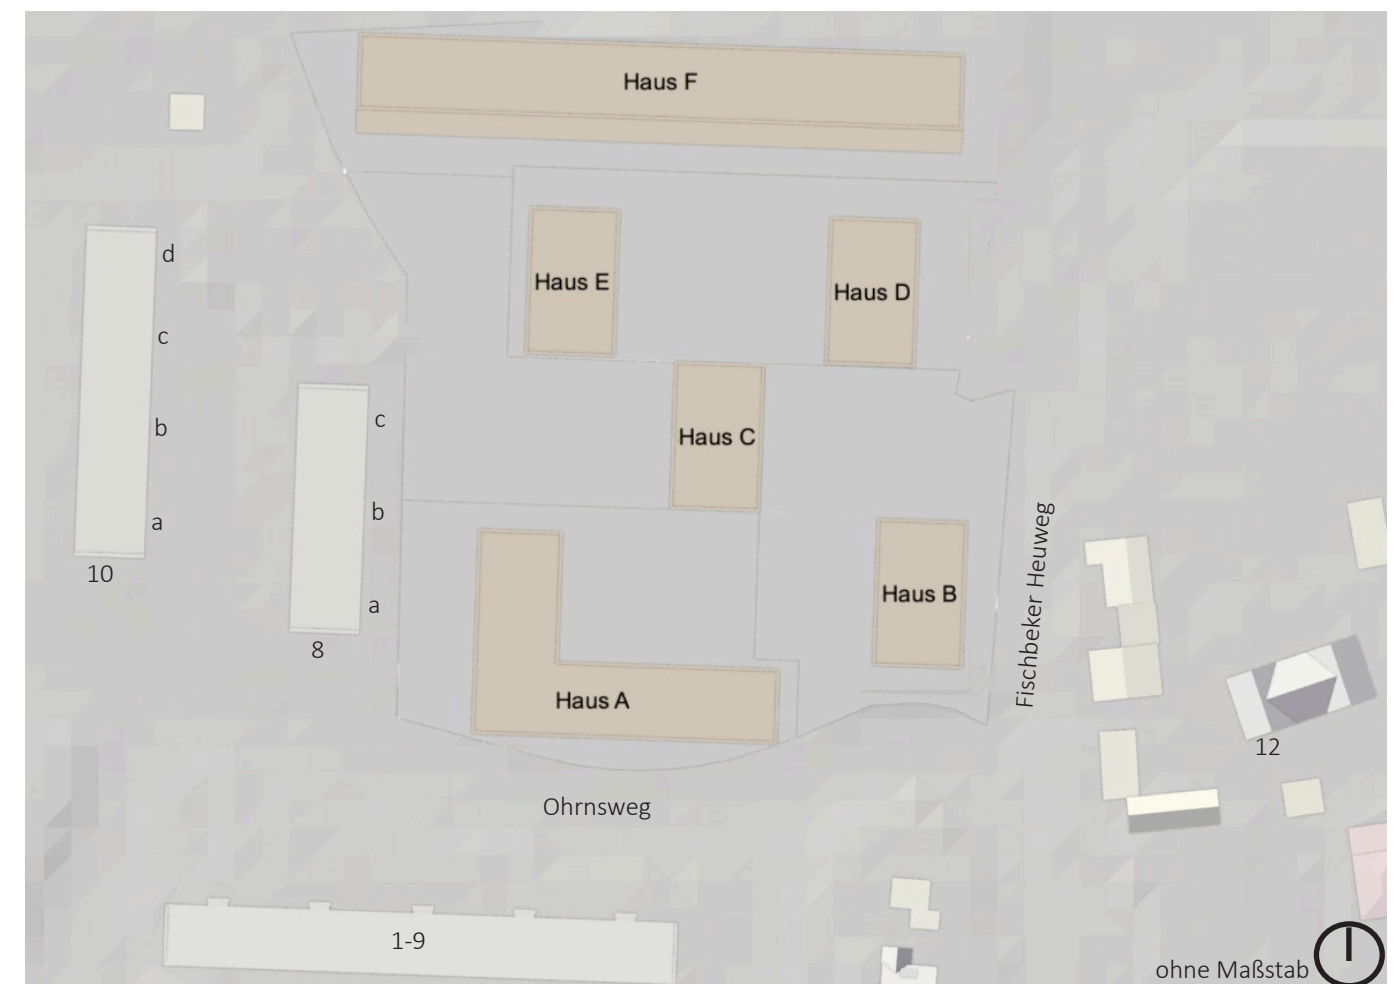 Haus F
d
Haus E
Haus D
c
c
b
Haus C
b
a
10
a
8
Haus B
Fischbeker Heuweg
Haus A
12
Ohrnsweg
1-9
ohne Maßstab